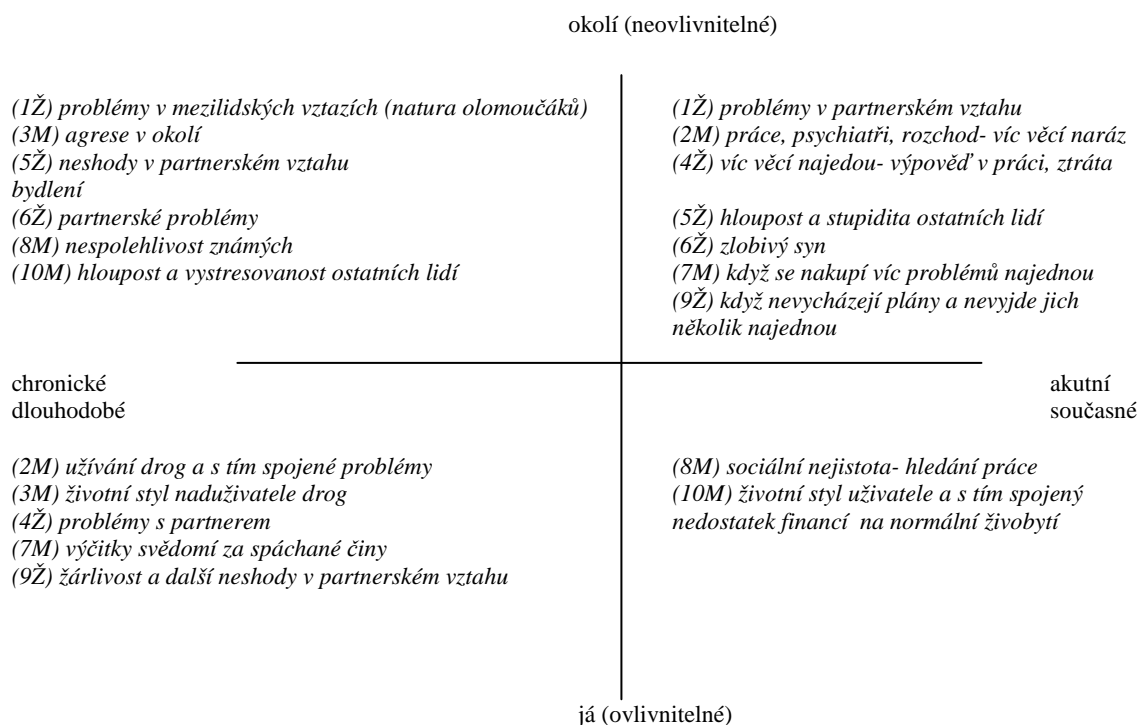 okolí (neovlivnitelné)
(1Ž) problémy v mezilidských vztazích (natura olomoučáků)
(3M) agrese v okolí
(5Ž) neshody v partnerském vztahu
bydlení
(6Ž) partnerské problémy
(8M) nespolehlivost známých
(10M) hloupost a vystresovanost ostatních lidí
(1Ž) problémy v partnerském vztahu
(2M) práce, psychiatři, rozchod- víc věcí naráz
(4Ž) víc věcí najedou- výpověď v práci, ztráta
(5Ž) hloupost a stupidita ostatních lidí
(6Ž) zlobivý syn
(7M) když se nakupí víc problémů najednou
(9Ž) když nevycházejí plány a nevyjde jich
několik najednou
chronické
dlouhodobé
akutní
současné
(2M) užívání drog a s tím spojené problémy
(3M) životní styl naduživatele drog
(4Ž) problémy s partnerem
(7M) výčitky svědomí za spáchané činy
(9Ž) žárlivost a další neshody v partnerském vztahu
(8M) sociální nejistota- hledání práce
(10M) životní styl uživatele a s tím spojený
nedostatek financí na normální živobytí
já (ovlivnitelné)